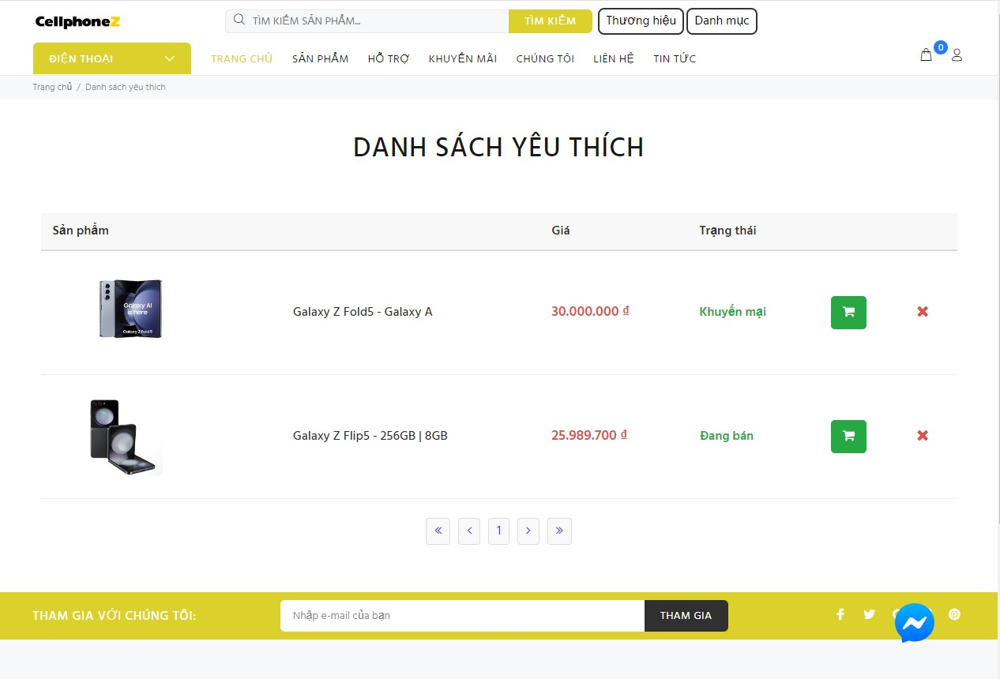 CellphoneZ
TÌM KIẾM SẢN PHẨM...
TÌM KIẾM
Thương hiệu
Danh mục
ĐIỆN THOẠI
TRANG CHỦ
SẢN PHẨM
HỖ TRỢ
KHUYẾN MÃI
CHÚNG TÔI
LIÊN HỆ
TIN TỨC
0
Trang chủ / Danh sách yêu thích
DANH SÁCH YÊU THÍCH
Sản phẩm
Giá
Trạng thái
Galaxy AI
is here
Galaxy Z Fold5
Galaxy Z Fold5 - Galaxy A
30.000.000 ₫
Khuyến mại
Galaxy Z Flip5 - 256GB | 8GB
25.989.700 ₫
Đang bán
« ‹ 1 › »
THAM GIA VỚI CHÚNG TÔI:
Nhập e-mail của bạn
THAM GIA